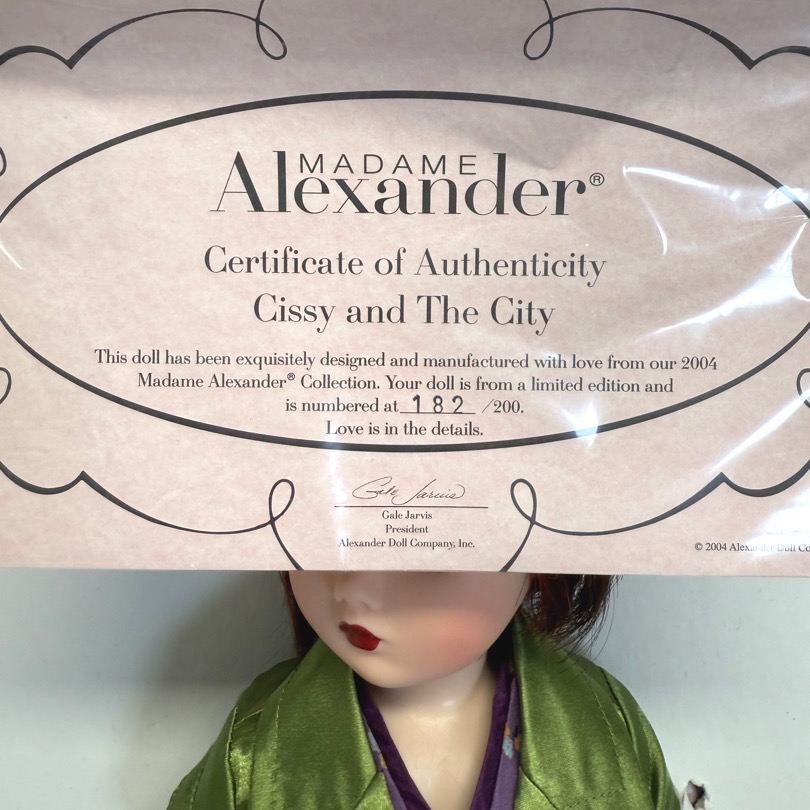 MADAME
Alexander®
Certificate of Authenticity
Cissy and The City
This doll has been exquisitely designed and manufactured with love from our 2004
Madame Alexander® Collection. Your doll is from a limited edition and
is numbered at 182 /200.
Love is in the details.
Gale Jarvis
Gale Jarvis
President
Alexander Doll Company, Inc.
© 2004 Alexander Doll Co